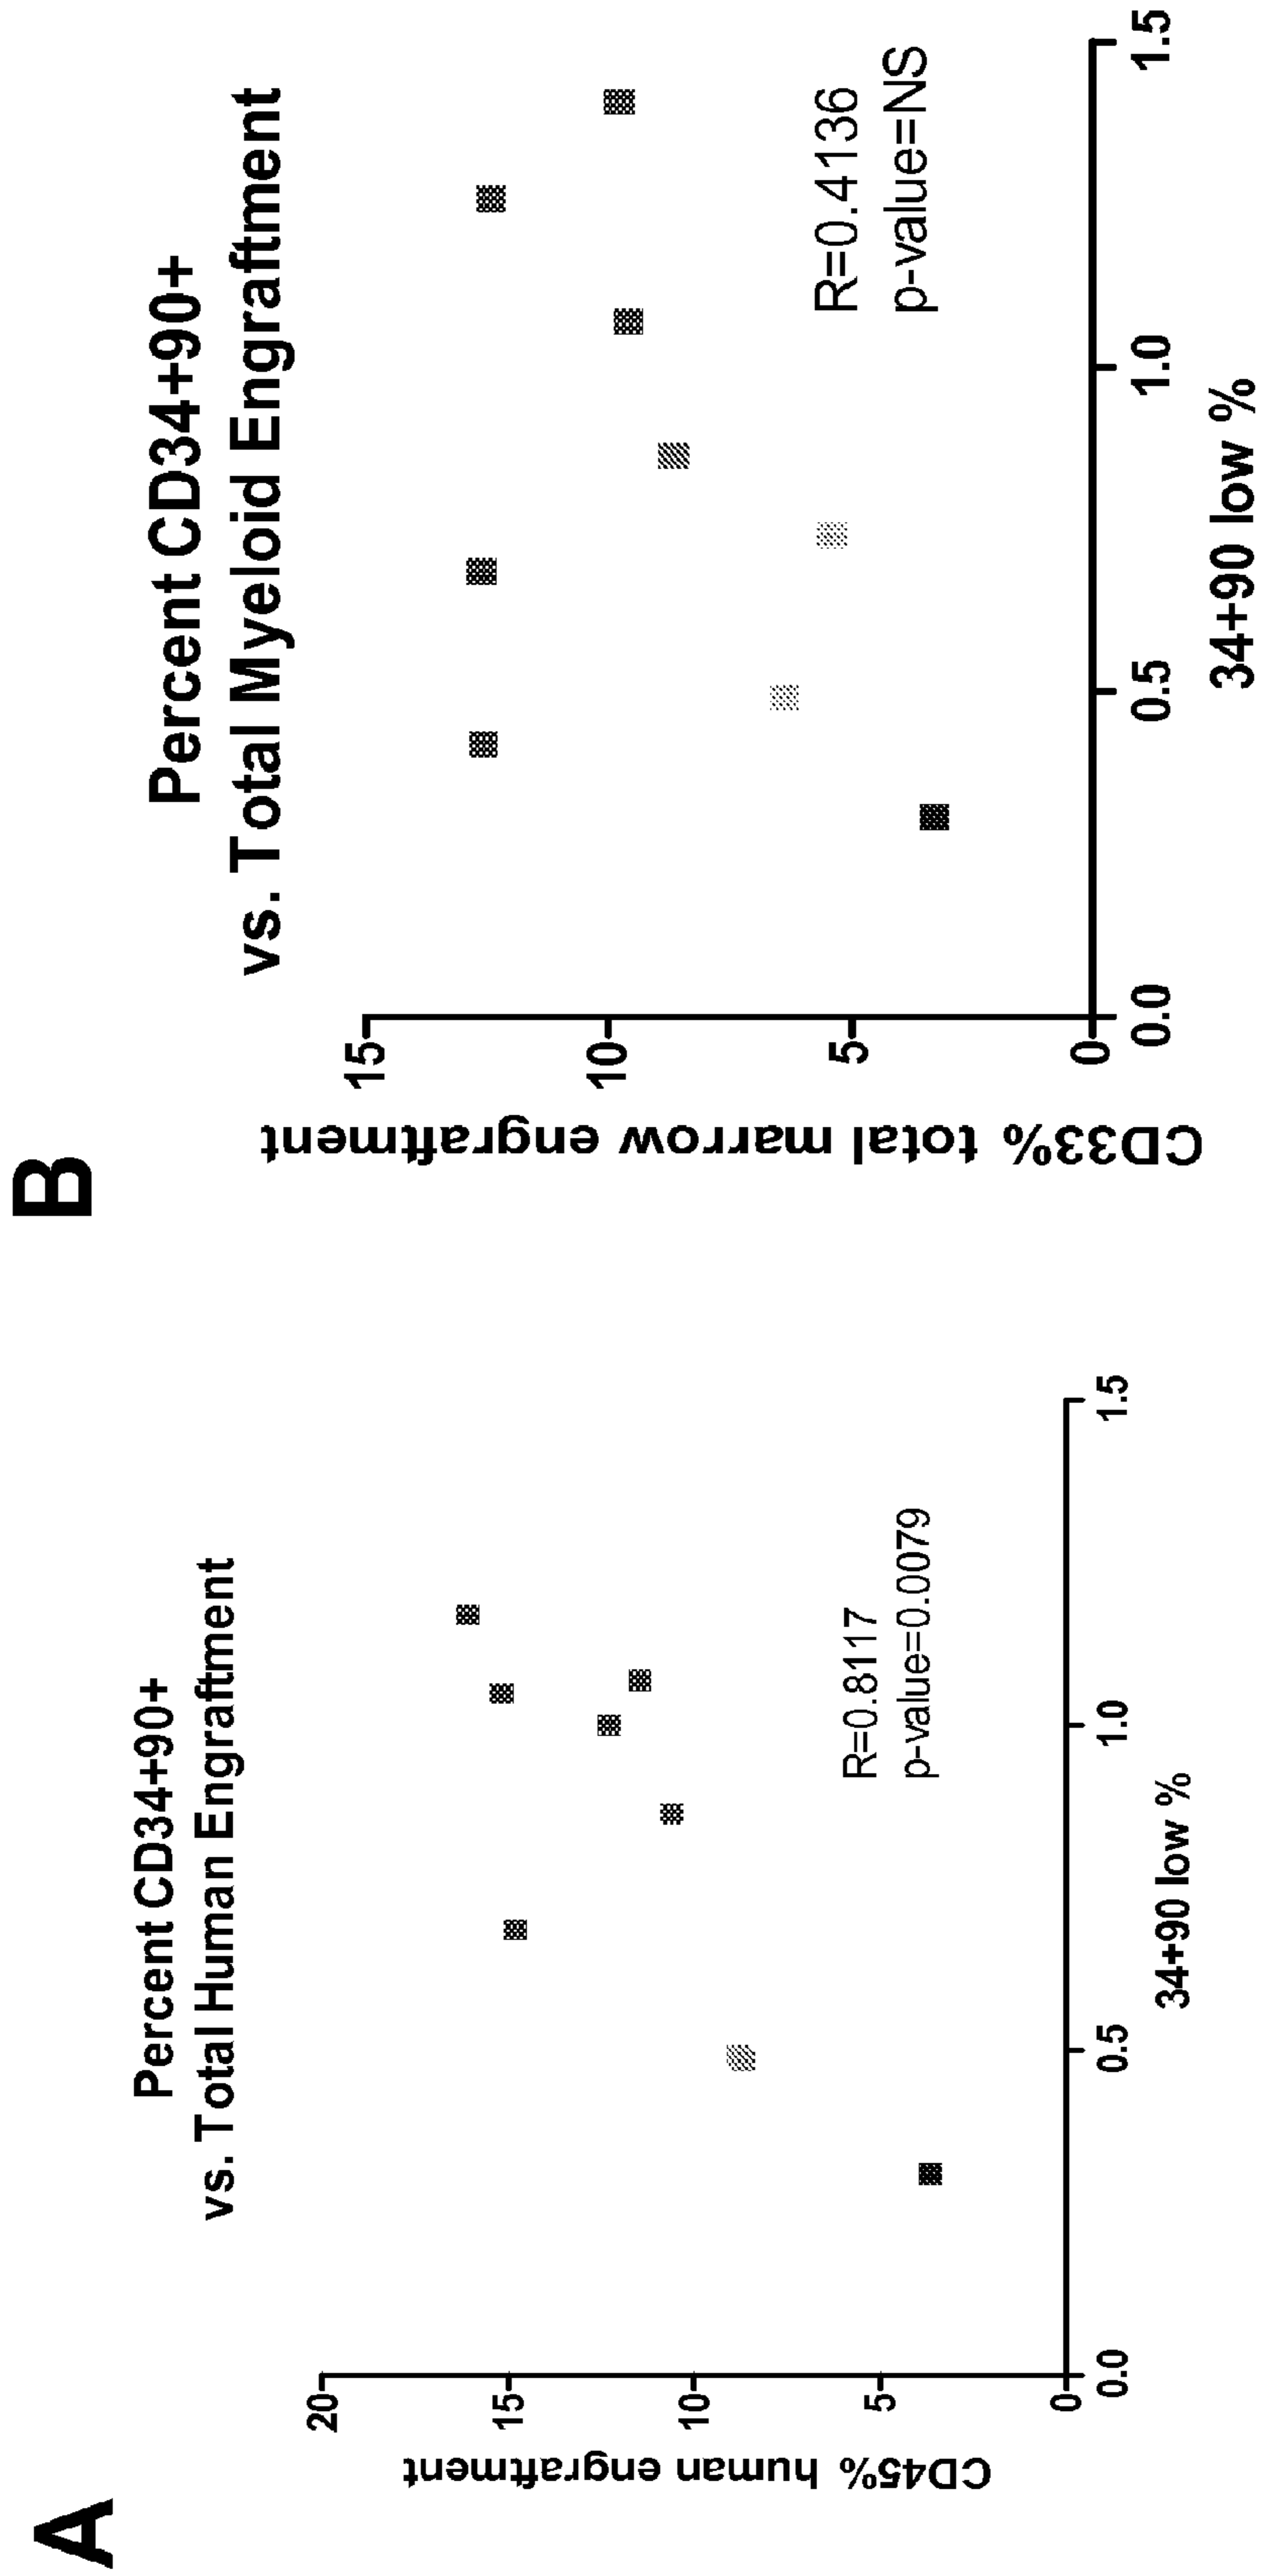 A
Percent CD34+90+
vs. Total Human Engraftment
CD45% human engraftment
20
15
10
5
0
0.0
0.5
1.0
1.5
34+90 low %
R=0.8117
p-value=0.0079
B
Percent CD34+90+
vs. Total Myeloid Engraftment
CD33% total marrow engraftment
15
10
5
0
0.0
0.5
1.0
1.5
34+90 low %
R=0.4136
p-value=NS